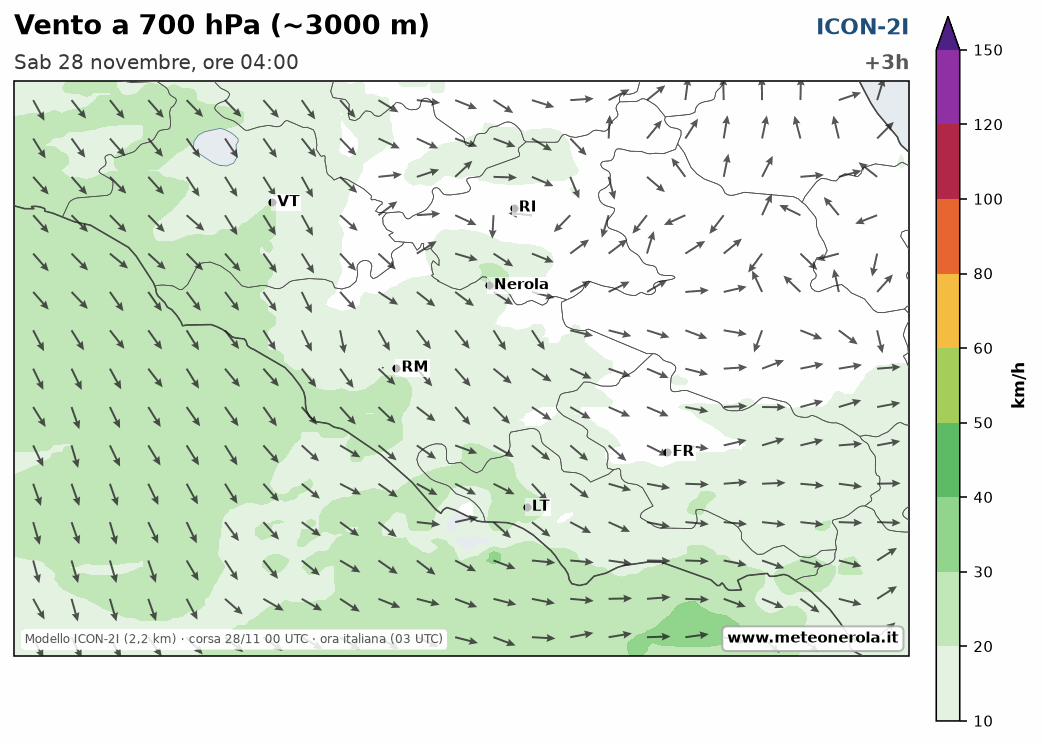 Vento a 700 hPa (~3000 m)
ICON-2I
Sab 28 novembre, ore 04:00
+3h
150
120
100
80
60
50
40
30
20
10
km/h
VT
RI
Nerola
RM
FR
LT
Modello ICON-2I (2,2 km) · corsa 28/11 00 UTC · ora italiana (03 UTC)
www.meteonerola.it